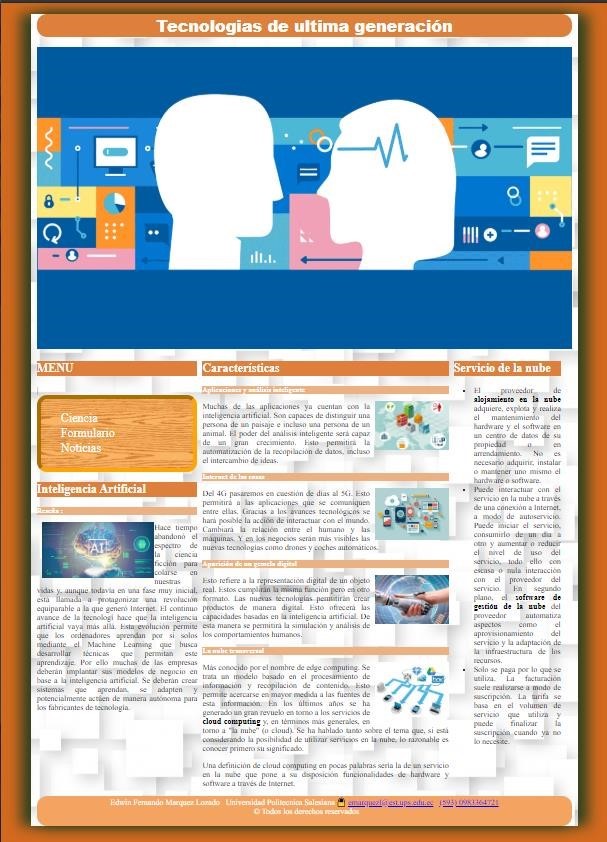 Tecnologias de ultima generación
MENU
Ciencia
Formulario
Noticias
Inteligencia Artificial
Reseña :
Hace tiempo
abandonó el
espectro de
la ciencia
ficción para
colarse en
nuestras
vidas y, aunque todavía en una fase muy inicial,
está llamada a protagonizar una revolución
equiparable a la que generó Internet. El continuo
avance de la tecnologi hace que la inteligencia
artificial vaya más allá. Esta evolución permite
que los ordenadores aprendan por si solos
mediante el Machine Learning que busca
desarrollar técnicas que permitan este
aprendizaje. Por ello muchas de las empresas
deberán implantar sus modelos de negocio en
base a la inteligencia artificial. Se deberán crear
sistemas que aprendan, se adapten y
potencialmente actúen de manera autónoma para
los fabricantes de tecnología.
Características
Aplicaciones y análisis inteligente
Muchas de las aplicaciones ya cuentan con la
inteligencia artificial. Son capaces de distinguir una
persona de un paisaje e incluso una persona de un
animal. El poder del análisis inteligente será capaz
de un gran crecimiento. Esto permitirá la
automatización de la recopilación de datos, incluso
el intercambio de ideas.
Internet de las cosas
Del 4G pasaremos en cuestión de días al 5G. Esto
permitirá a las aplicaciones que se comuniquen
entre ellas. Gracias a los avances tecnológicos se
hará posible la acción de interactuar con el mundo.
Cambiará la relación entre el humano y las
máquinas. Y en los negocios serán más visibles las
nuevas tecnologías como drones y coches automáticos.
Aparición de un gemelo digital
Esto refiere a la representación digital de un objeto
real. Estos cumplirán la misma función pero en otro
formato. Las nuevas tecnologías permitirán crear
productos de manera digital. Esto ofrecerá las
capacidades basadas en la inteligencia artificial. De
esta manera se permitirá la simulación y análisis de
los comportamientos humanos.
La nube transversal
Más conocido por el nombre de edge computing. Se
trata un modelo basado en el procesamiento de
información y recopilación de contenido. Esto
permite acercarse en mayor medida a las fuentes de
esta información. En los últimos años se ha
generado un gran revuelo en torno a los servicios de
cloud computing y, en términos más generales, en
torno a "la nube" (o cloud). Se ha hablado tanto sobre el tema que, si está
considerando la posibilidad de utilizar servicios en la nube, lo razonable es
conocer primero su significado.
Una definición de cloud computing en pocas palabras sería la de un servicio
en la nube que pone a su disposición funcionalidades de hardware y
software a través de Internet.
Servicio de la nube
El proveedor de
alojamiento en la nube
adquiere, explota y realiza
el mantenimiento del
hardware y el software en
un centro de datos de su
propiedad o en
arrendamiento. No es
necesario adquirir, instalar
o mantener uno mismo el
hardware o software.
Puede interactuar con el
servicio en la nube a través
de una conexión a Internet,
a modo de autoservicio.
Puede iniciar el servicio,
consumirlo de un día a
otro y aumentar o reducir
el nivel de uso del
servicio, todo ello con
escasa o nula interacción
con el proveedor del
servicio. En segundo
plano, el software de
gestión de la nube del
proveedor automatiza
aspectos como el
aprovisionamiento del
servicio y la adaptación de
la infraestructura de los
recursos.
Solo se paga por lo que se
utiliza. La facturación
suele realizarse a modo de
suscripción. La tarifa se
basa en el volumen de
servicio que utiliza y
puede finalizar la
suscripción cuando ya no
lo necesite.
Edwin Fernando Marquez Lozado Universidad Politecnica Salesiana emarquezl@est.ups.edu.ec (593) 0983364721
© Todos los derechos reservados